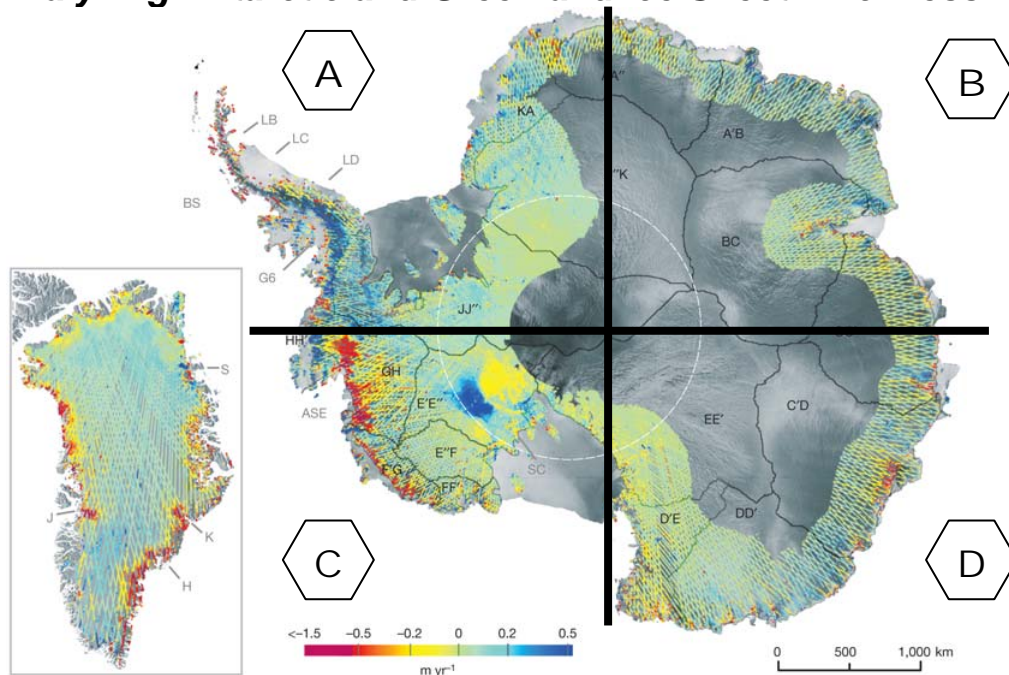 A
B
LB
LC
LD
KA
A'B
BS
BC
G6
JJ"
HH'
S
GH
E'E"
C'D
ASE
EE'
E"F
SC
FF'
J
D'E
DD'
K
H
C
D
<–1.5 –0.5 –0.2 0 0.2 0.5
m yr⁻¹
0 500 1,000 km